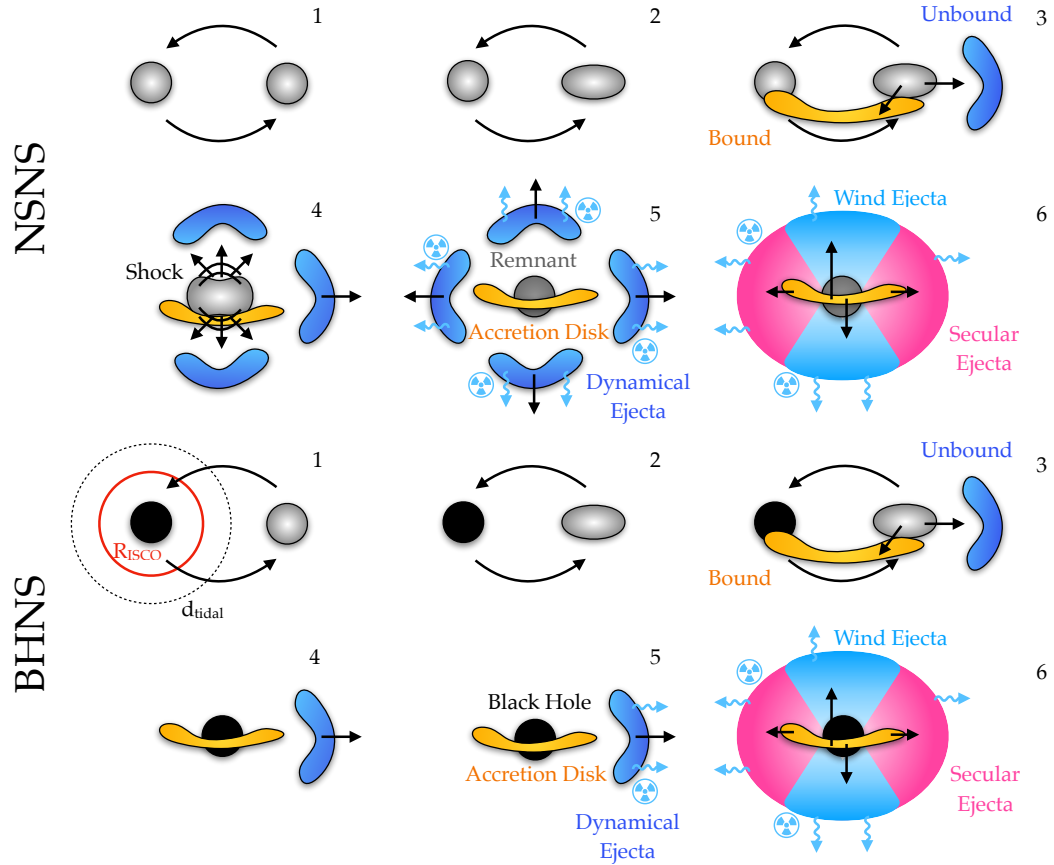 NSNS
1
2
Unbound
3
Bound
4
Shock
5
Remnant
Accretion Disk
Dynamical
Ejecta
Wind Ejecta
6
Secular
Ejecta
BHNS
1
R_ISCO
d_tidal
2
Unbound
3
Bound
4
5
Black Hole
Accretion Disk
Dynamical
Ejecta
Wind Ejecta
6
Secular
Ejecta